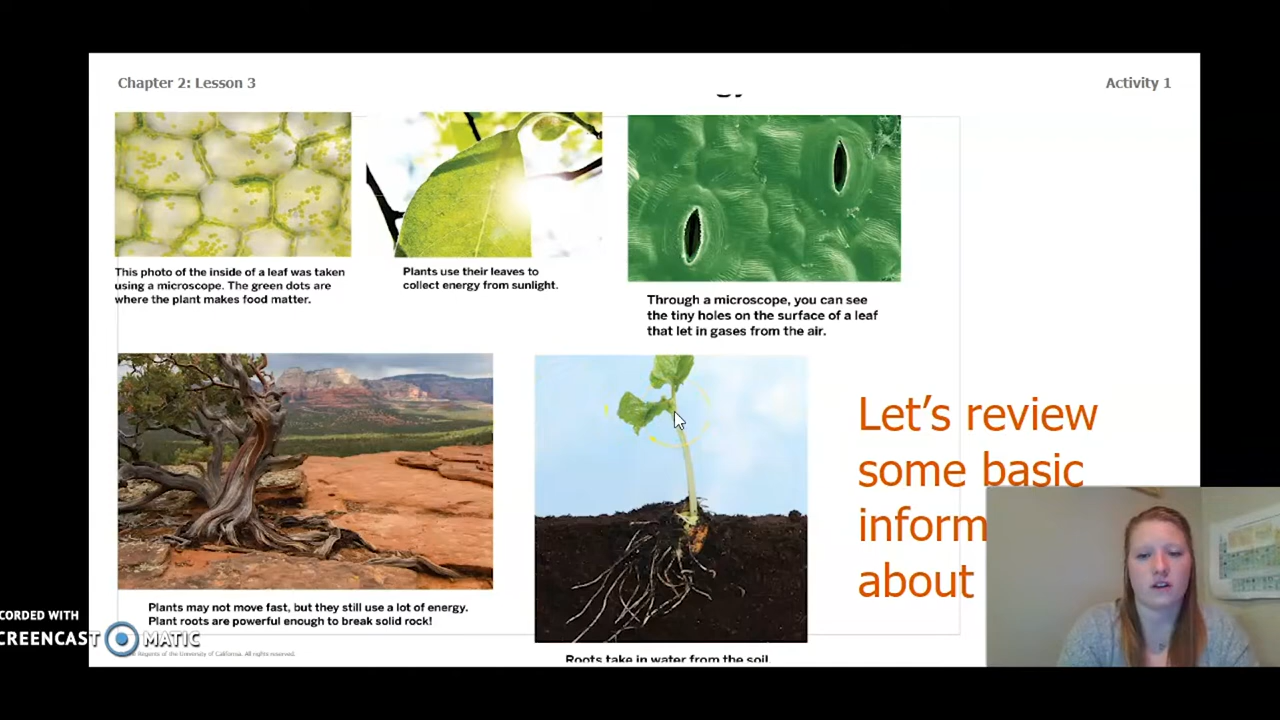 Chapter 2: Lesson 3
Activity 1
This photo of the inside of a leaf was taken
using a microscope. The green dots are
where the plant makes food matter.
Plants use their leaves to
collect energy from sunlight.
Through a microscope, you can see
the tiny holes on the surface of a leaf
that let in gases from the air.
Let's review
some basic
inform
about
Plants may not move fast, but they still use a lot of energy.
Plant roots are powerful enough to break solid rock!
Roots take in water from the soil.
CORDED WITH
CREENCAST MATIC
Regents of the University of California. All rights reserved.